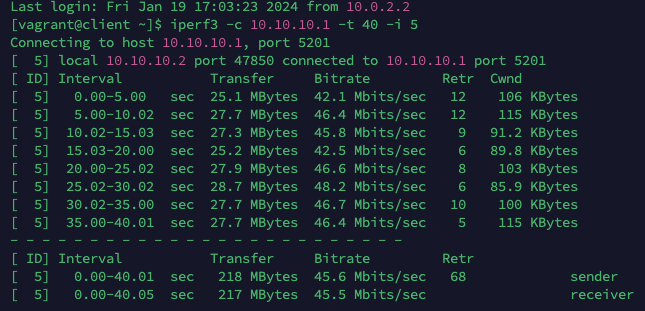 Last login: Fri Jan 19 17:03:23 2024 from 10.0.2.2
[vagrant@client ~]$ iperf3 -c 10.10.10.1 -t 40 -i 5
Connecting to host 10.10.10.1, port 5201
[  5] local 10.10.10.2 port 47850 connected to 10.10.10.1 port 5201
[ ID] Interval           Transfer     Bitrate         Retr  Cwnd
[  5]   0.00-5.00   sec  25.1 MBytes  42.1 Mbits/sec   12    106 KBytes
[  5]   5.00-10.02  sec  27.7 MBytes  46.4 Mbits/sec   12    115 KBytes
[  5]  10.02-15.03  sec  27.3 MBytes  45.8 Mbits/sec    9   91.2 KBytes
[  5]  15.03-20.00  sec  25.2 MBytes  42.5 Mbits/sec    6   89.8 KBytes
[  5]  20.00-25.02  sec  27.9 MBytes  46.6 Mbits/sec    8    103 KBytes
[  5]  25.02-30.02  sec  28.7 MBytes  48.2 Mbits/sec    6   85.9 KBytes
[  5]  30.02-35.00  sec  27.7 MBytes  46.7 Mbits/sec   10    100 KBytes
[  5]  35.00-40.01  sec  27.7 MBytes  46.4 Mbits/sec    5    115 KBytes
- - - - - - - - - - - - - - - - - - - - - - - - -
[ ID] Interval           Transfer     Bitrate         Retr
[  5]   0.00-40.01  sec   218 MBytes  45.6 Mbits/sec   68             sender
[  5]   0.00-40.05  sec   217 MBytes  45.5 Mbits/sec                  receiver